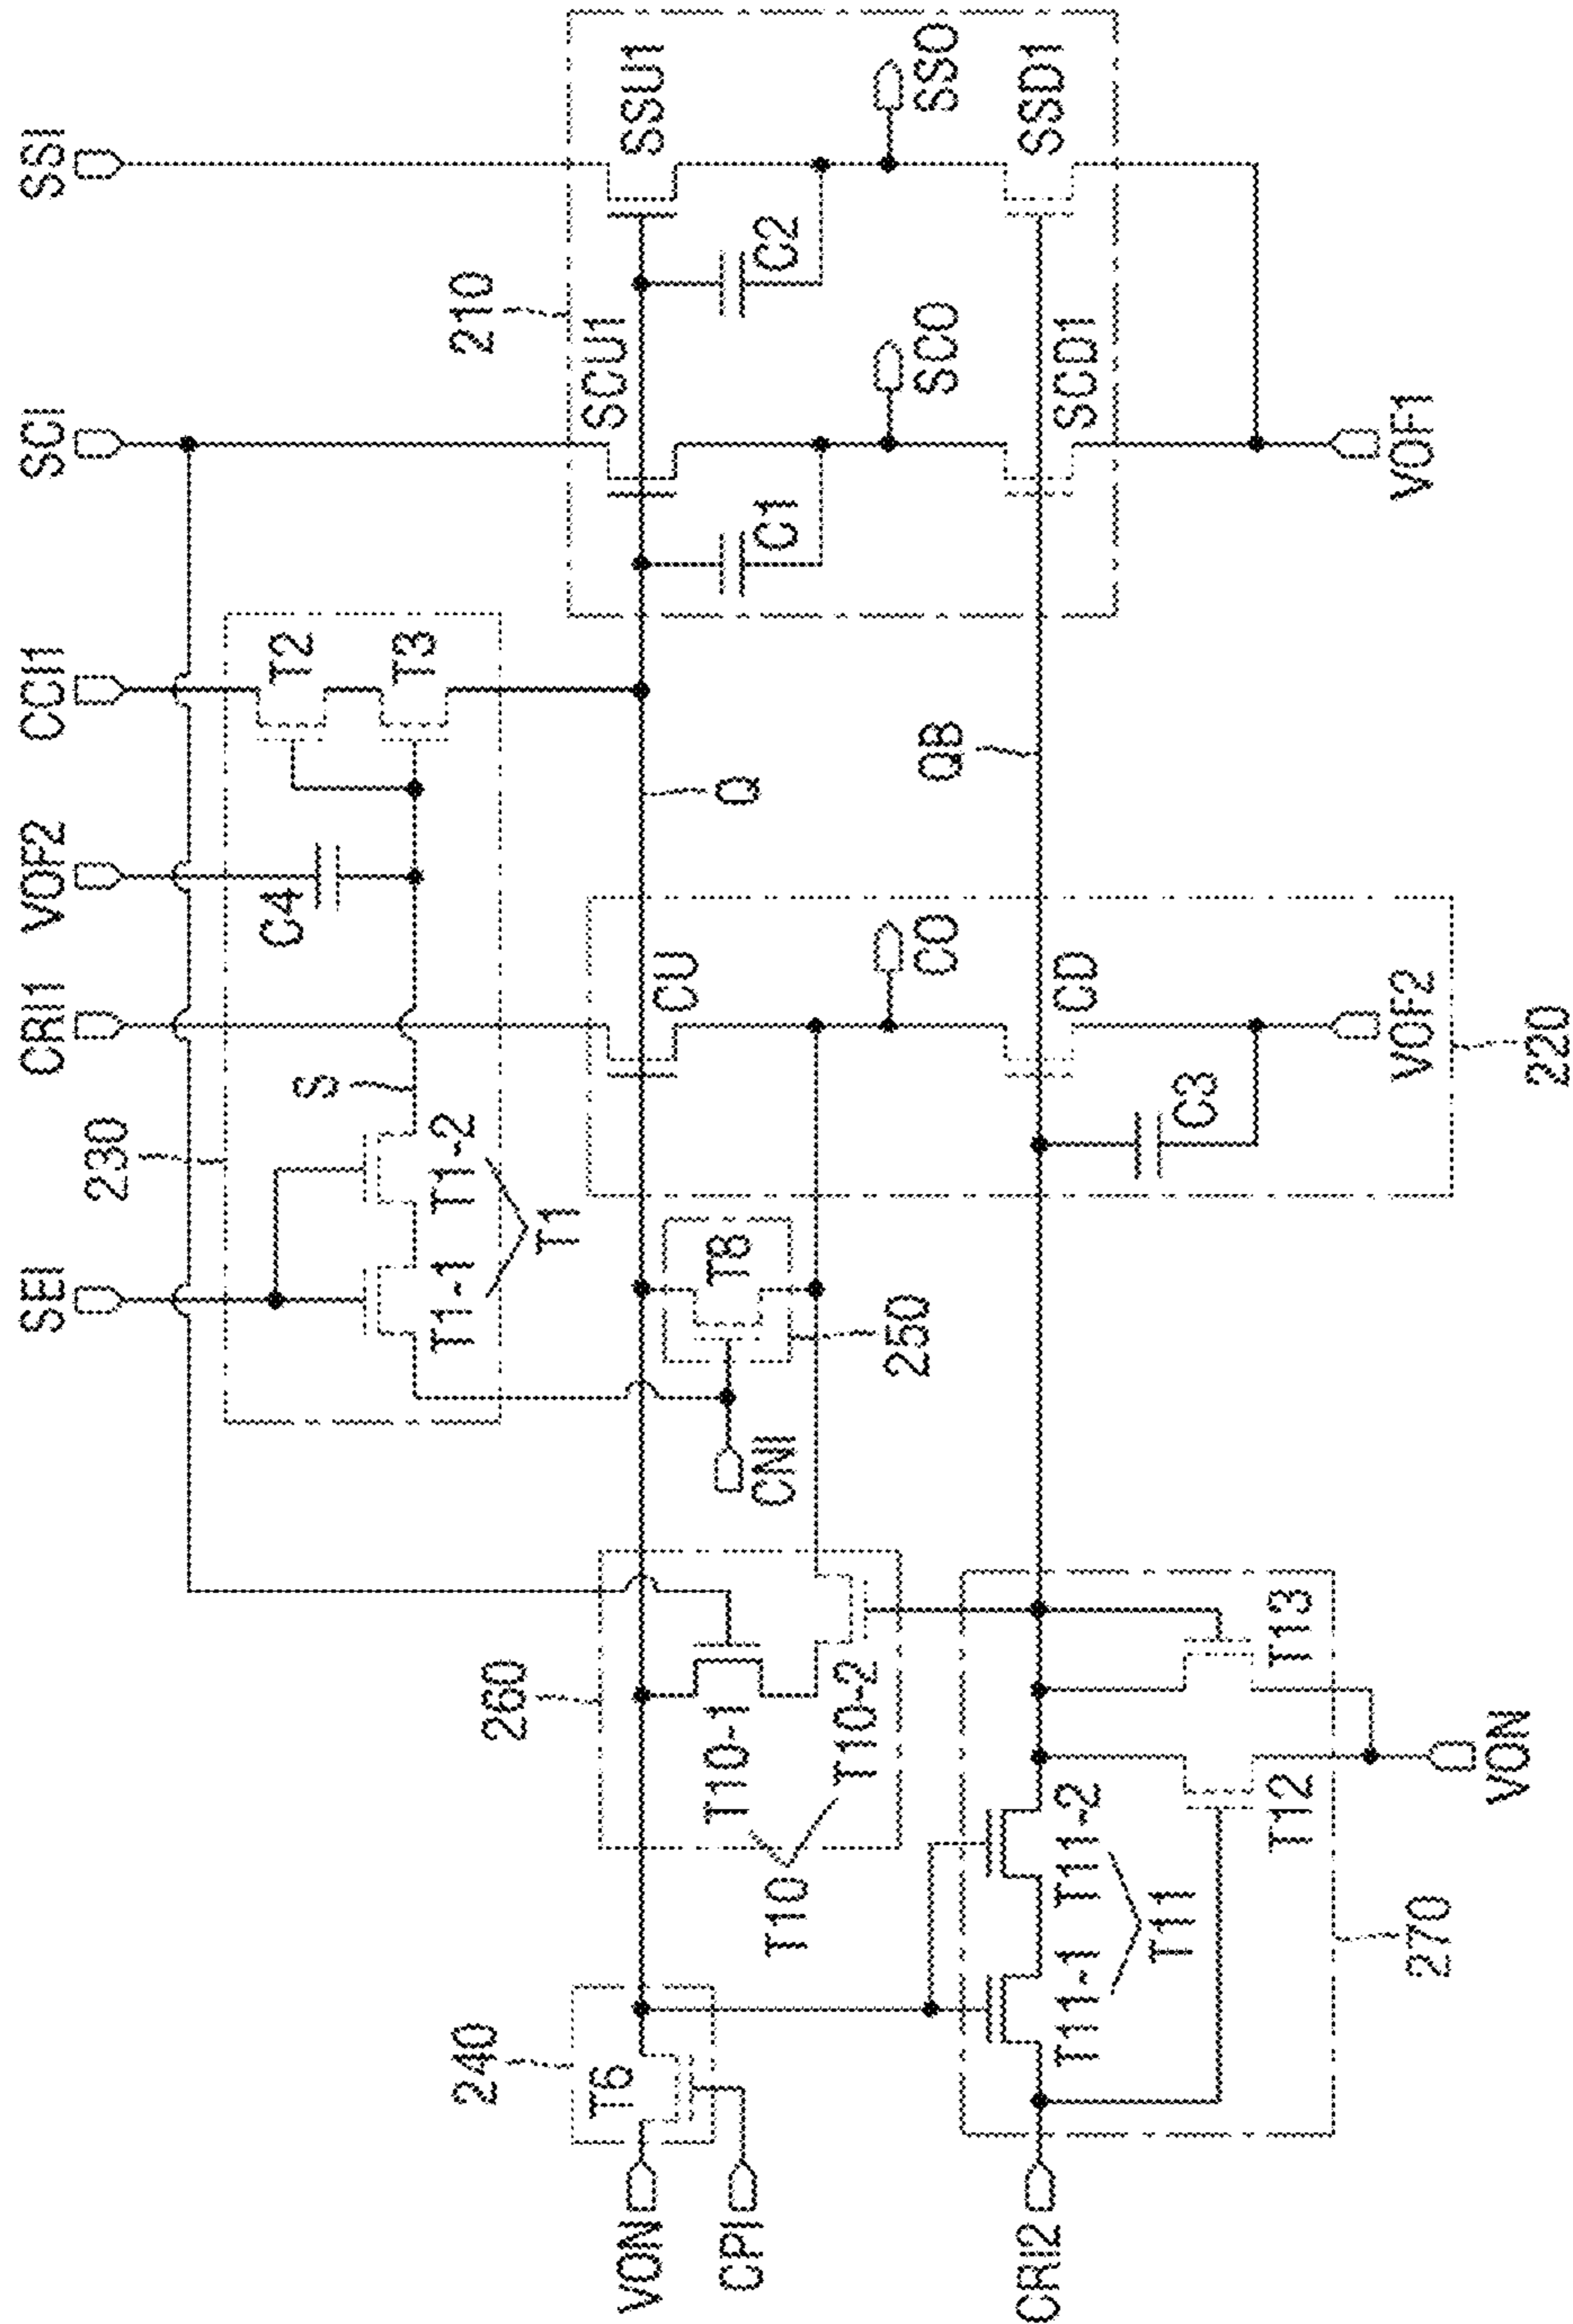 SEI
CRI1
VOF2
CCI1
SCI
SSI
230
S
C4
T2
T3
T1-1
T1-2
T1
210
SCU1
SSU1
240
T6
VON
CPI
260
T10-1
T10-2
T10
CNI
T8
250
CU
CO
CD
C3
VOF2
220
Q
QB
C1
C2
SCO
SSO
SCD1
SSD1
VOF1
CRI2
T11-1
T11-2
T11
T12
T13
270
VON